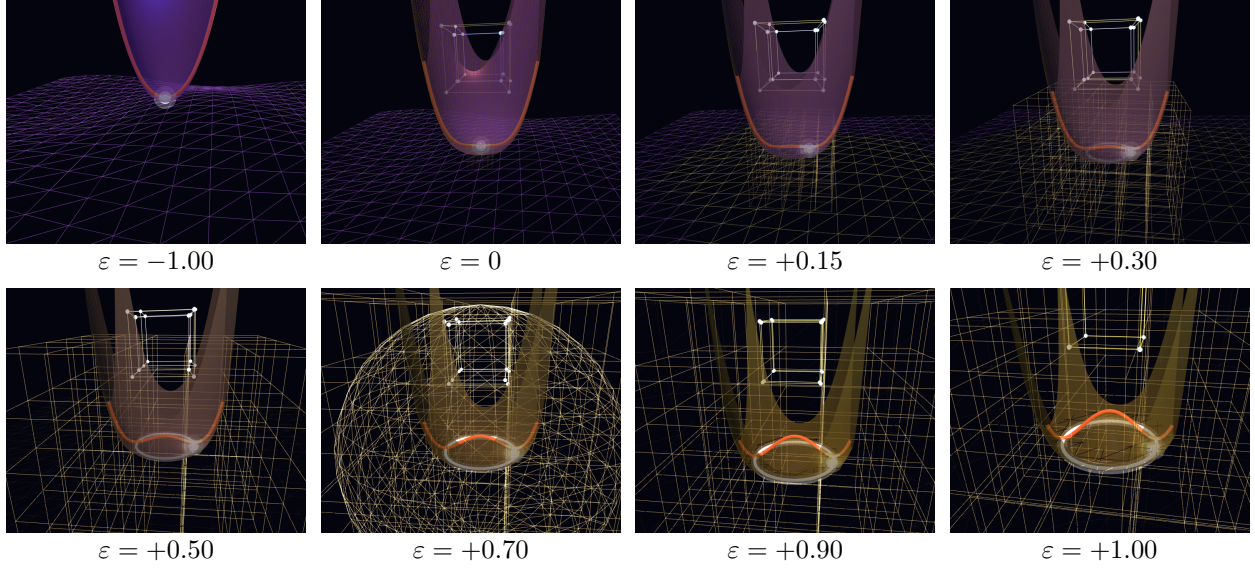 ε = −1.00
ε = 0
ε = +0.15
ε = +0.30
ε = +0.50
ε = +0.70
ε = +0.90
ε = +1.00